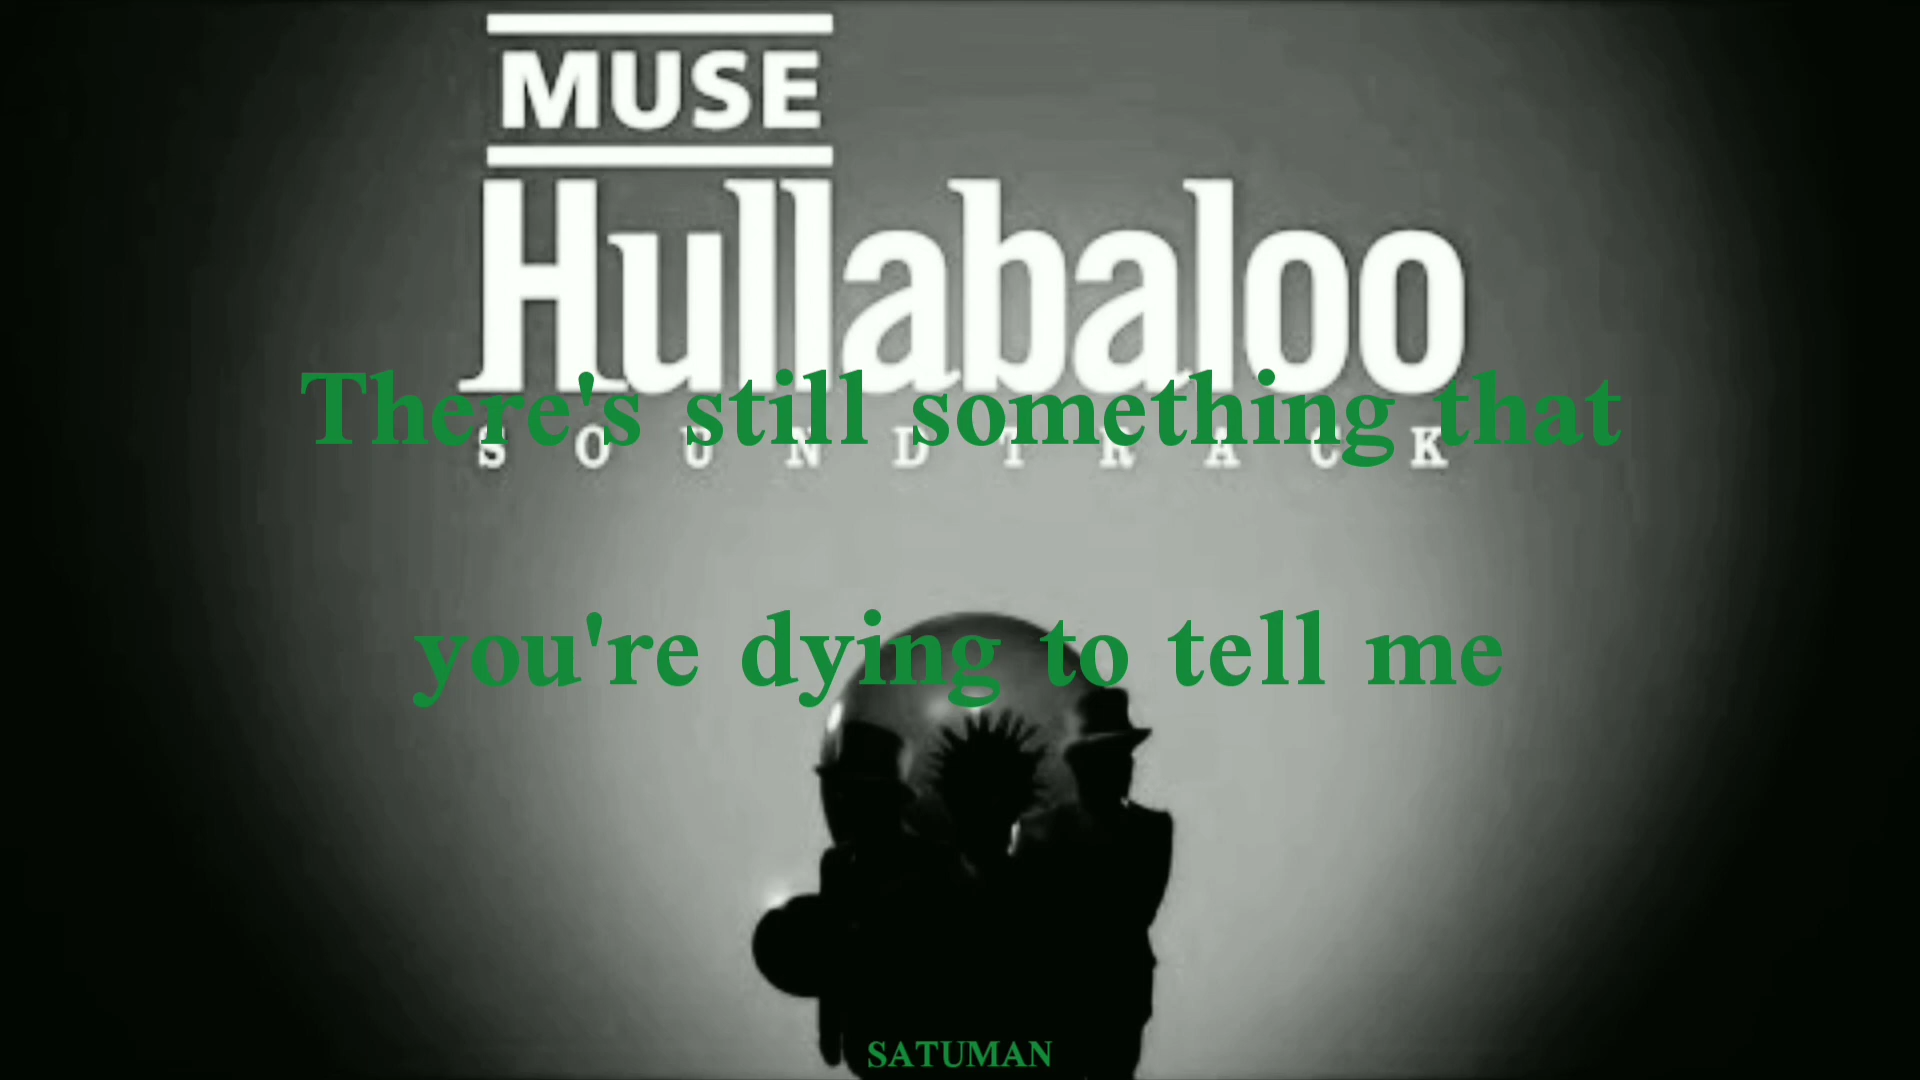 MUSE
Hullabaloo
There's still something that
SOUNDTRACK
you're dying to tell me
SATUMAN